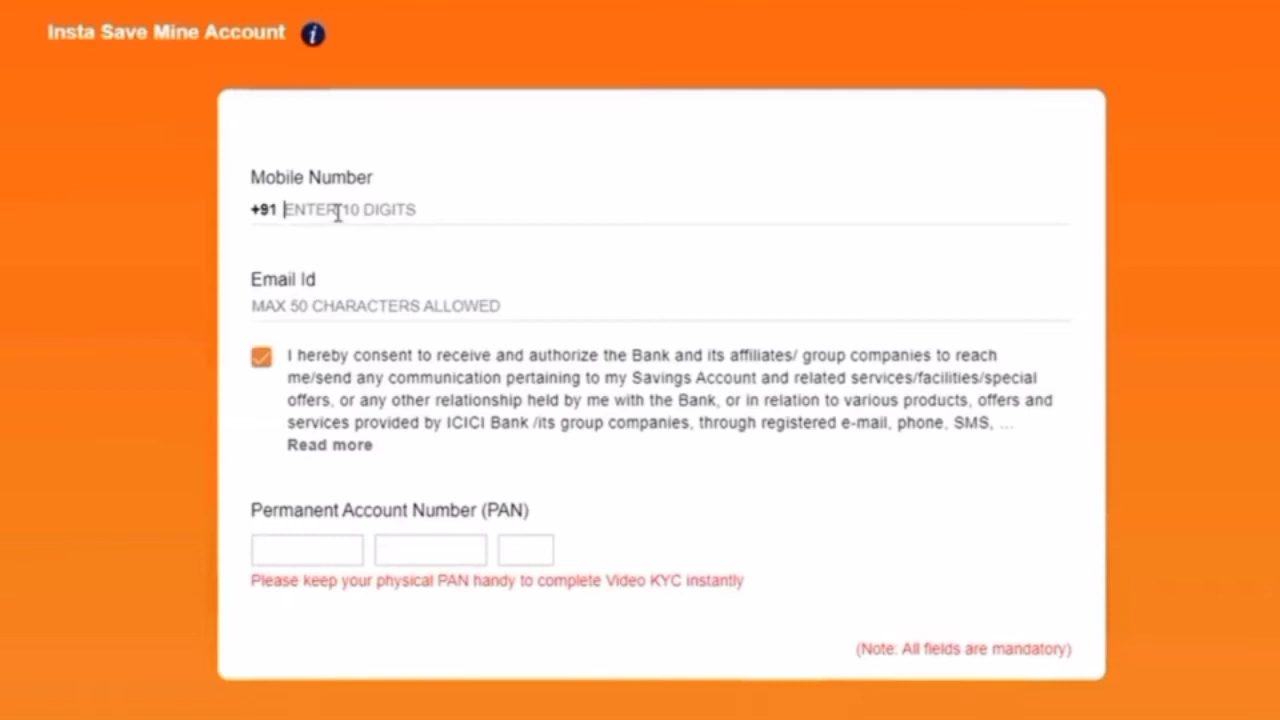 Insta Save Mine Account i
Mobile Number
+91 ENTER 10 DIGITS
Email Id
MAX 50 CHARACTERS ALLOWED
I hereby consent to receive and authorize the Bank and its affiliates/ group companies to reach
me/send any communication pertaining to my Savings Account and related services/facilities/special
offers, or any other relationship held by me with the Bank, or in relation to various products, offers and
services provided by ICICI Bank /its group companies, through registered e-mail, phone, SMS, ...
Read more
Permanent Account Number (PAN)
Please keep your physical PAN handy to complete Video KYC instantly
(Note: All fields are mandatory)